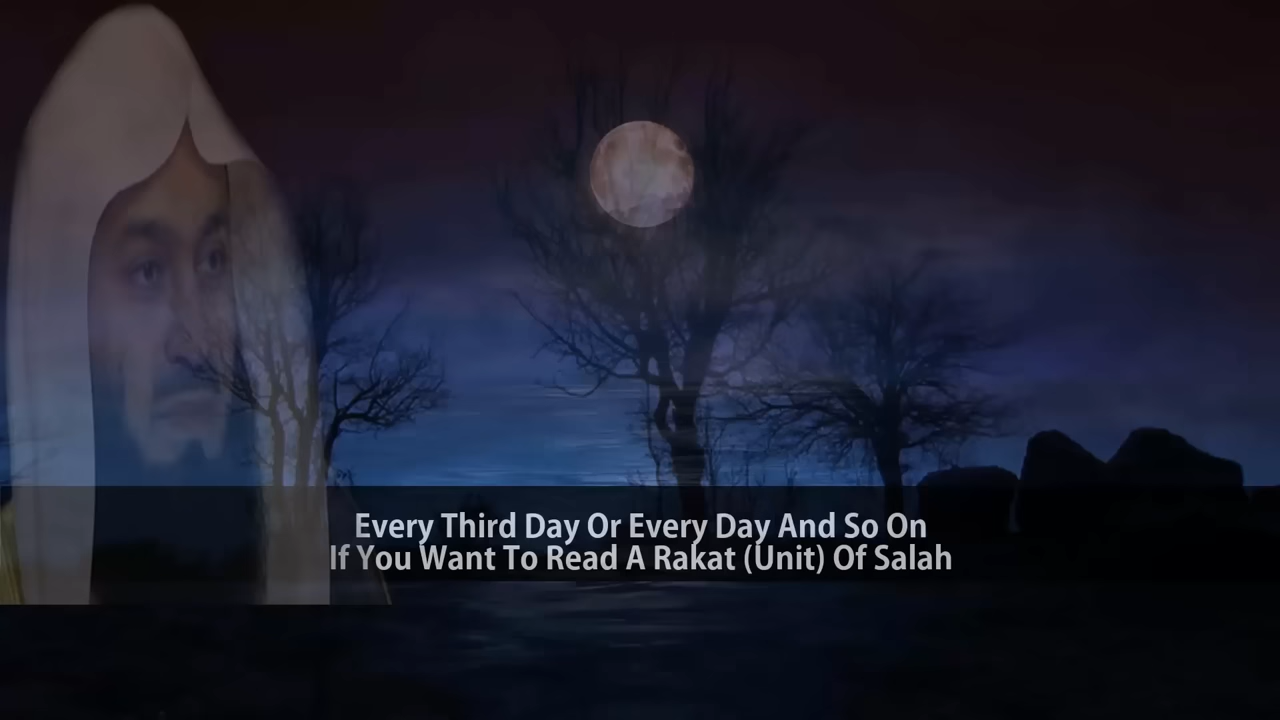 Every Third Day Or Every Day And So On
If You Want To Read A Rakat (Unit) Of Salah